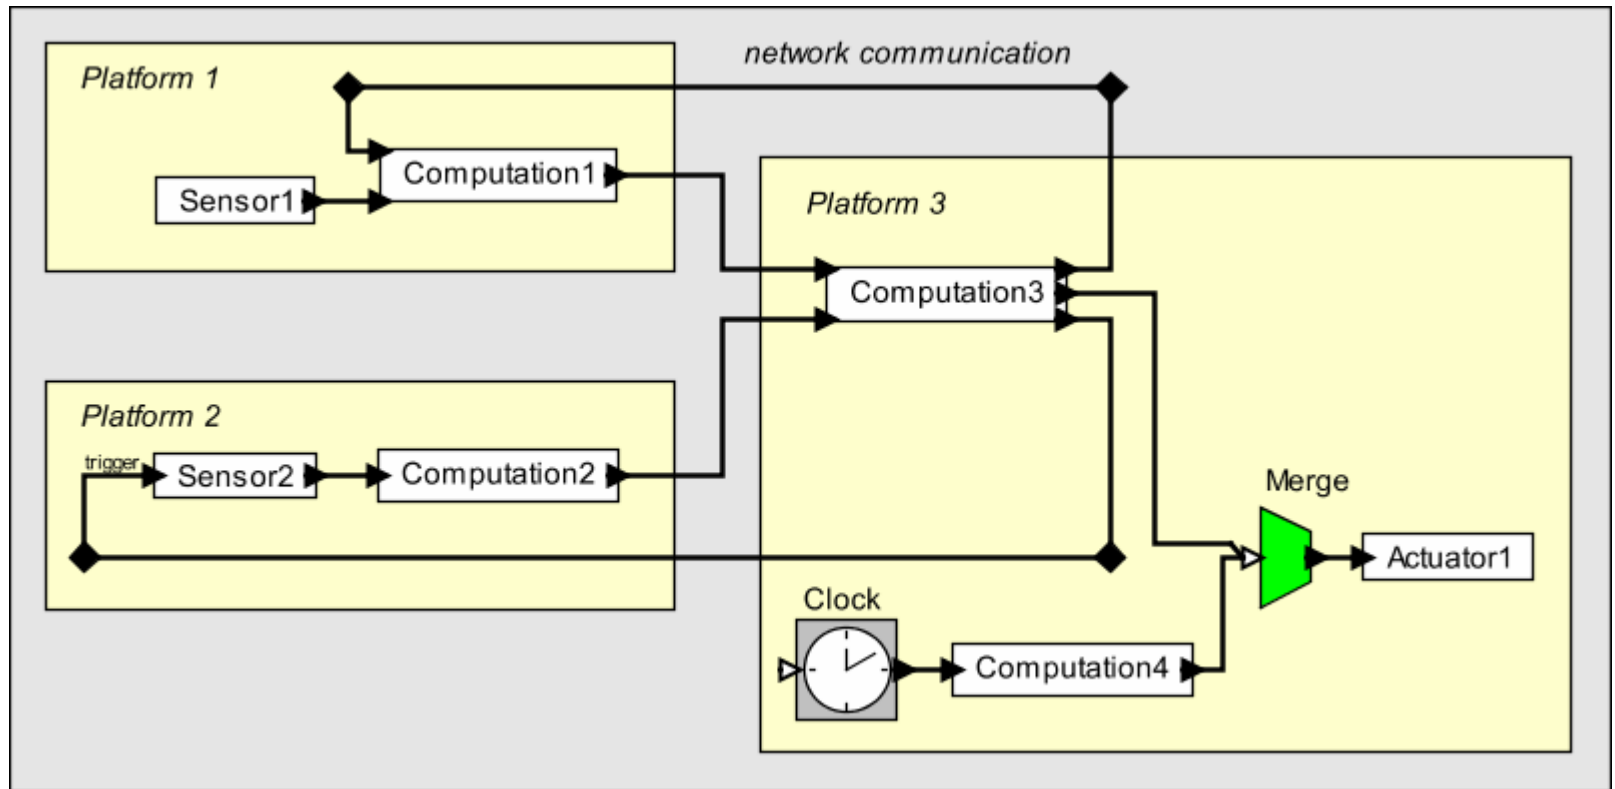 network communication
Platform 1
Computation1
Sensor1
Platform 3
Computation3
Platform 2
trigger
Sensor2
Computation2
Merge
Actuator1
Clock
Computation4